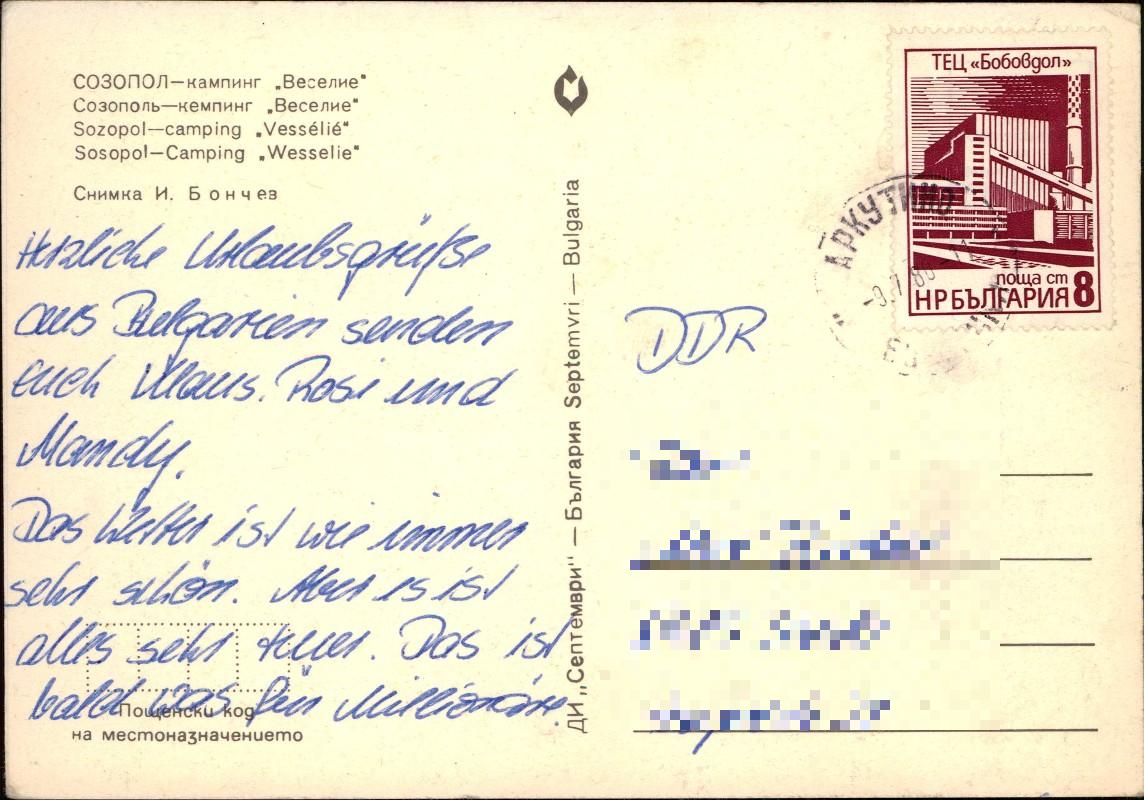 СОЗОПОЛ—кампинг „Веселие"
Созополь—кемпинг „Веселие"
Sozopol—camping „Vessélié"
Sosopol—Camping „Wesselie"
Снимка И. Бончев
Herzliche Urlaubsgrüße
aus Bulgarien senden
euch Klaus. Rosi und
Mandy.
Das Wetter ist wie immer
sehr schön. Aber es ist
alles sehr teuer. Das ist
bald was für Millionäre.
Пощенски код
на местоназначението
ДИ „Септември" — България Septemvri — Bulgaria
ТЕЦ «Бобовдол»
поща ст 8
НР БЪЛГАРИЯ
АРКУТИНО
DDR